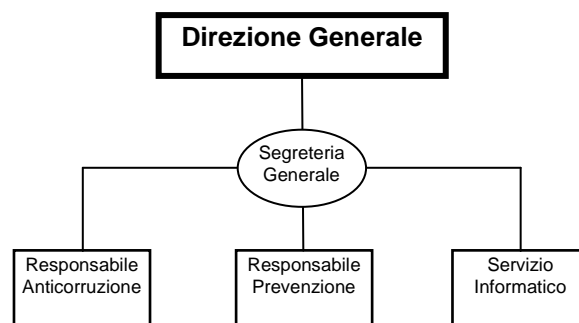 Direzione Generale
Segreteria
Generale
Responsabile
Anticorruzione
Responsabile
Prevenzione
Servizio
Informatico